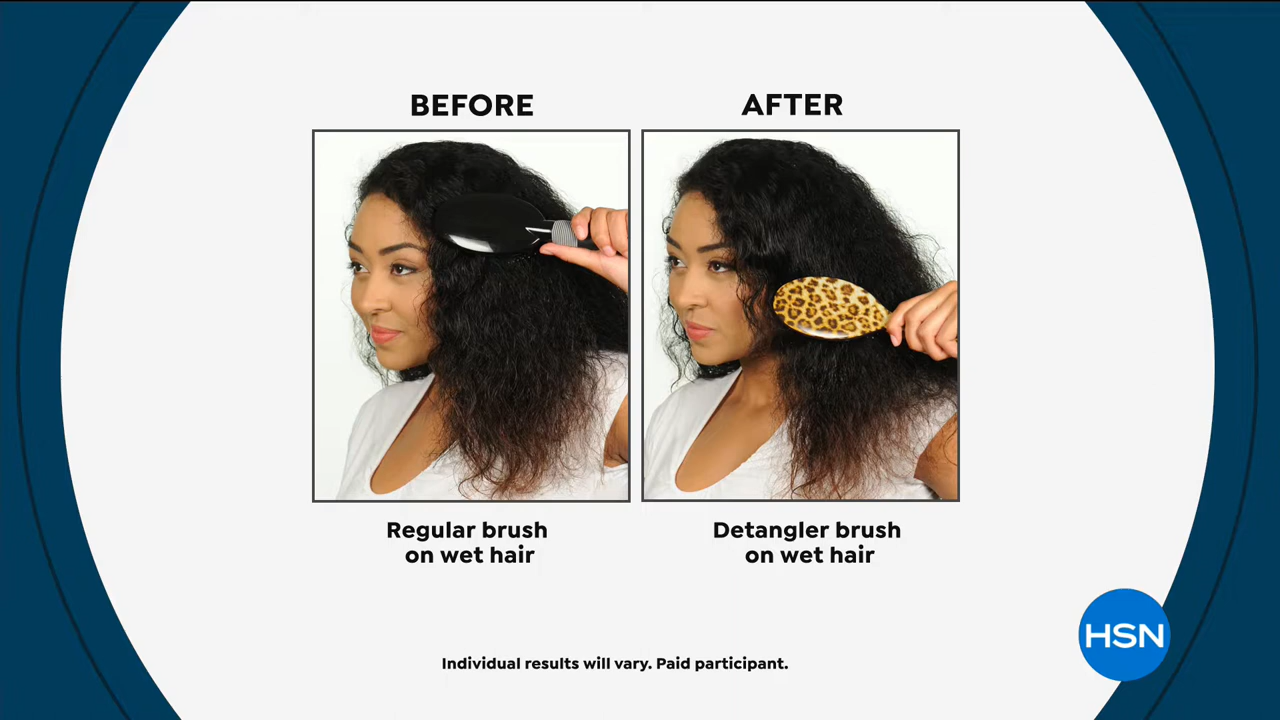 BEFORE
AFTER
Regular brush
on wet hair
Detangler brush
on wet hair
HSN
Individual results will vary. Paid participant.